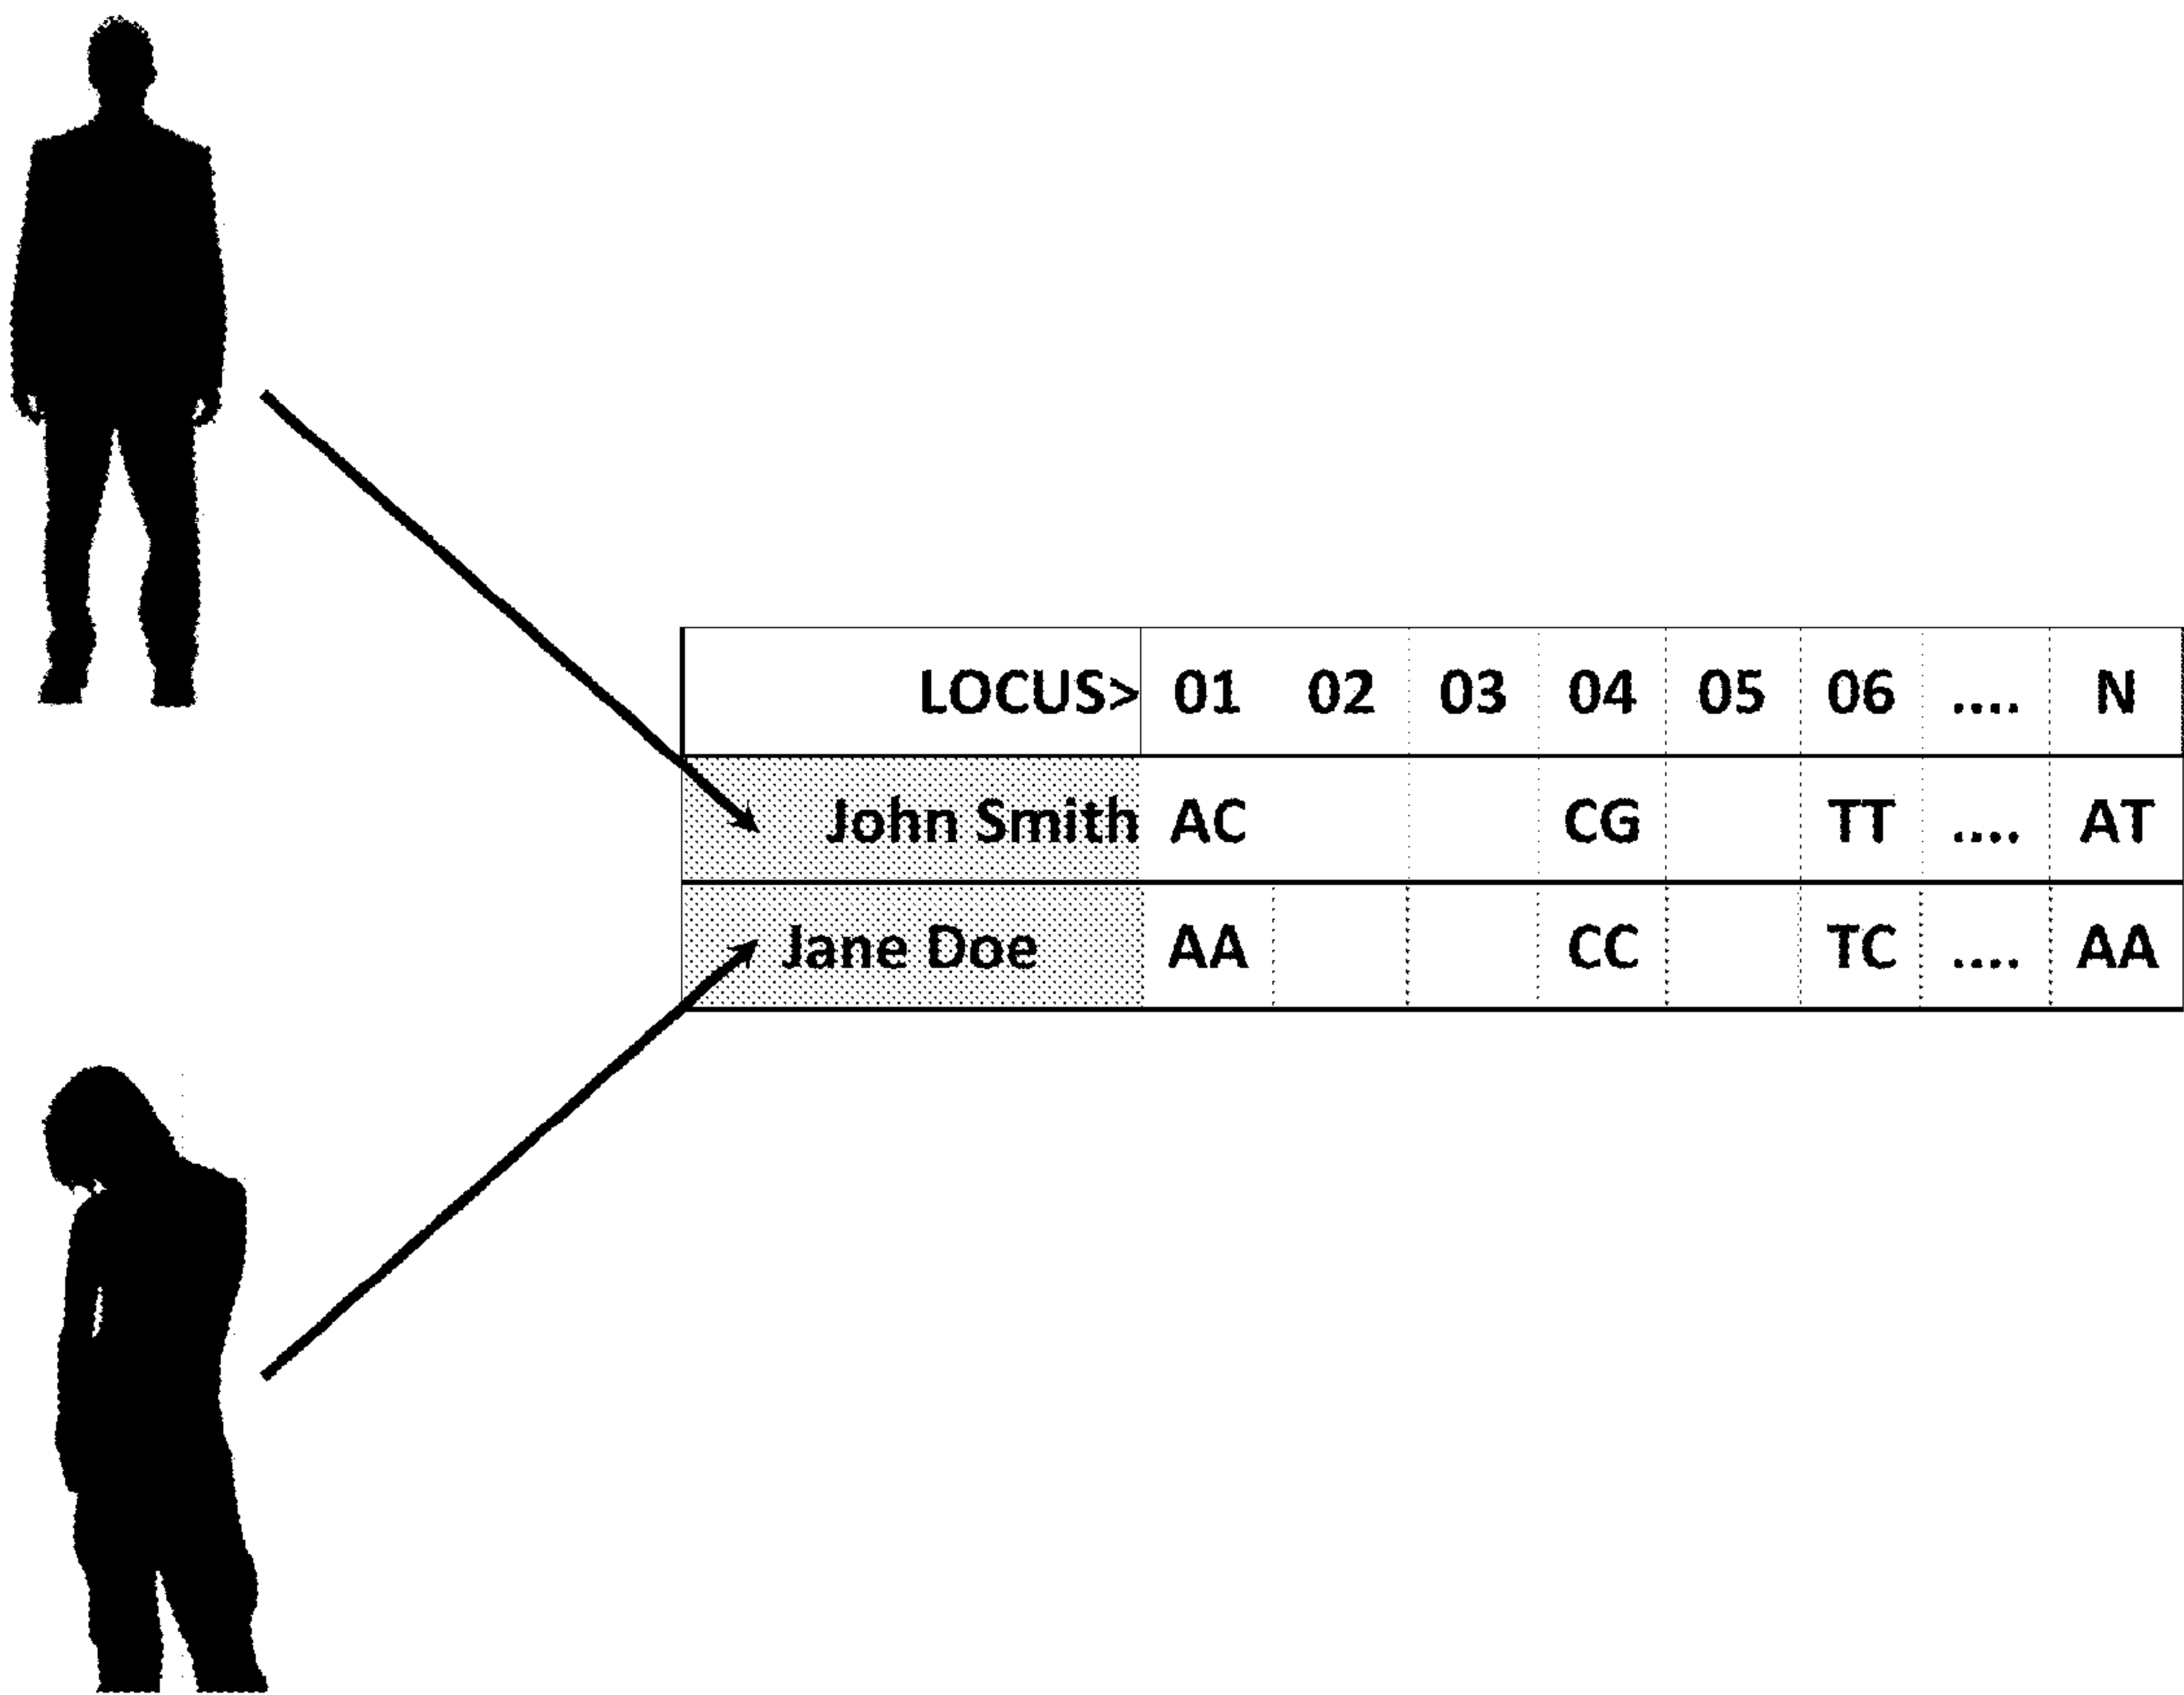 LOCUS> 01 02 03 04 05 06 .... N
John Smith AC CG TT .... AT
Jane Doe AA CC TC .... AA